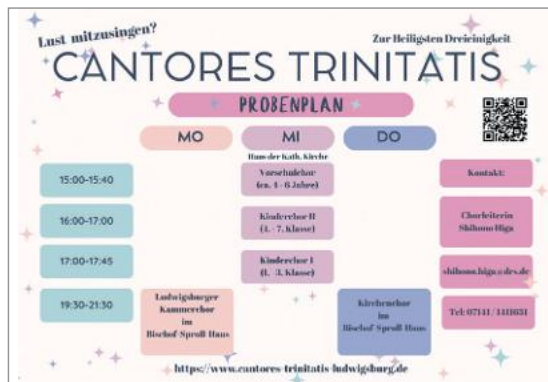 Lust mitzusingen?
Zur Heiligsten Dreieinigkeit
CANTORES TRINITATIS
PROBENPLAN
MO
MI
DO
Haus der Kath. Kirche
15:00-15:40
Vorschulchor
(ca. 4 - 6 Jahre)
Kontakt:
16:00-17:00
Kinderchor II
(4. - 7. Klasse)
Chorleiterin
Shihono Higa
17:00-17:45
Kinderchor I
(1. - 3. Klasse)
shihono.higa@drs.de
19:30-21:30
Ludwigsburger
Kammerchor
im
Bischof-Sproll-Haus
Kirchenchor
im
Bischof-Sproll-Haus
Tel: 07141 /
https://www.cantores-trinitatis-ludwigsburg.de